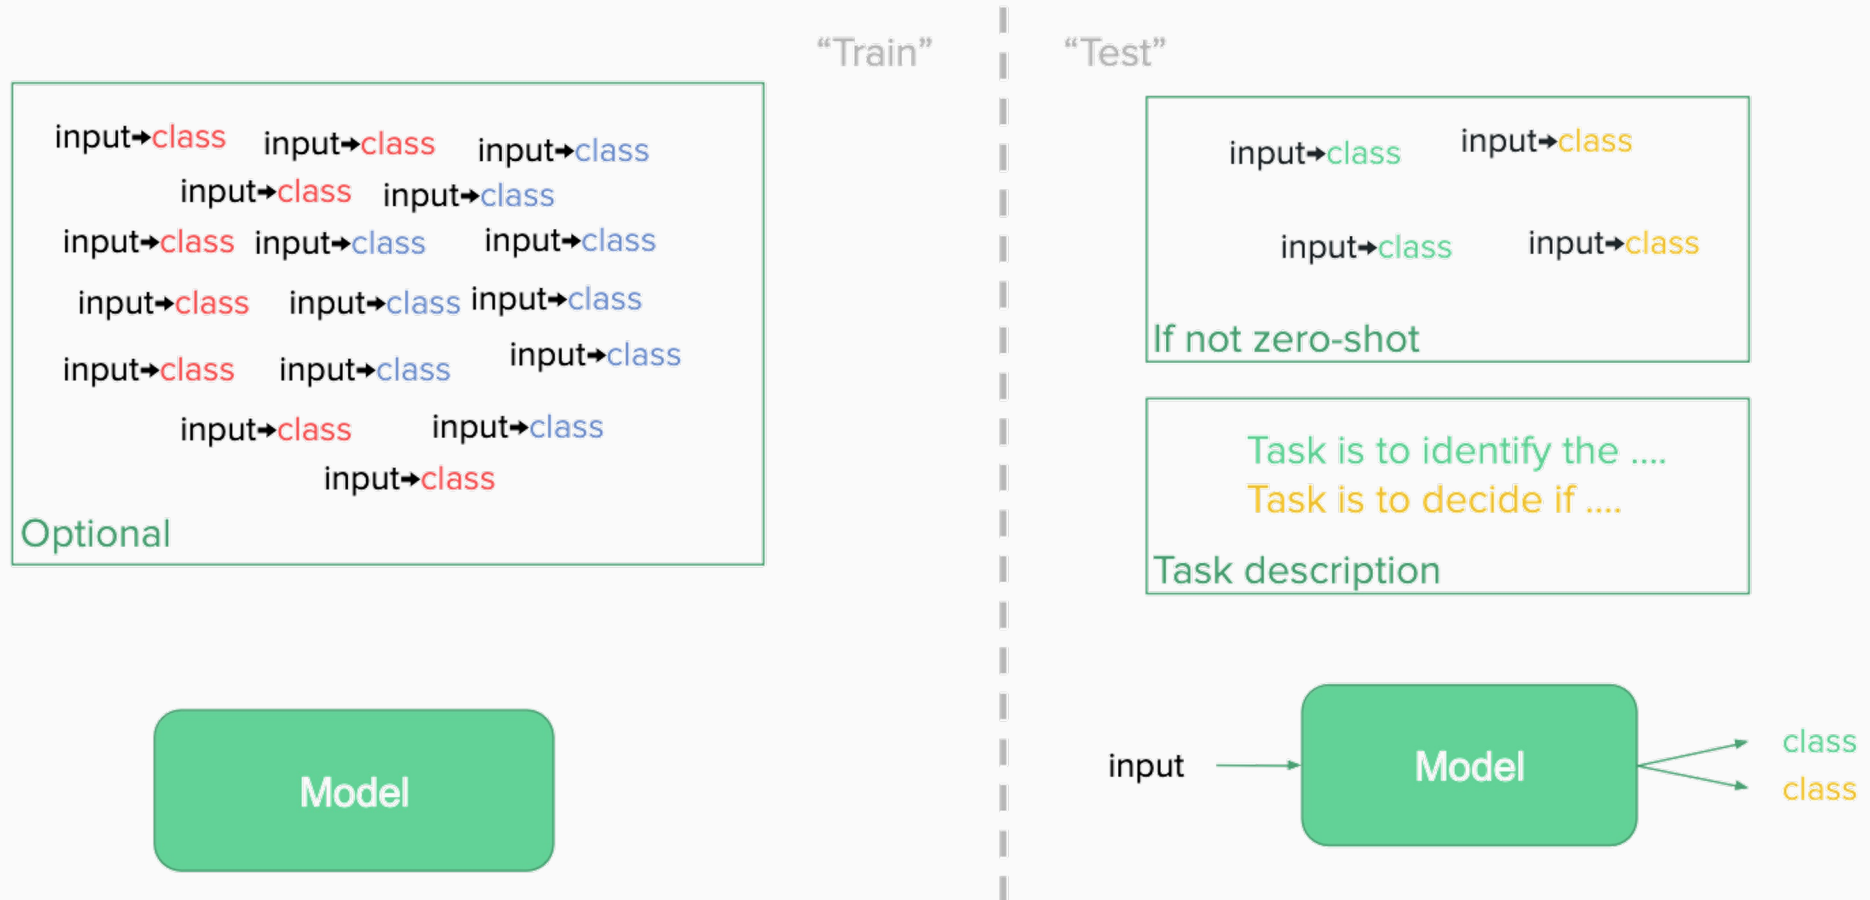 “Train”
input→class input→class input→class
input→class input→class
input→class input→class input→class
input→class input→class input→class
input→class input→class input→class
input→class input→class
input→class
Optional
Model
“Test”
input→class input→class
input→class input→class
If not zero-shot
Task is to identify the ....
Task is to decide if ....
Task description
input
Model
class
class